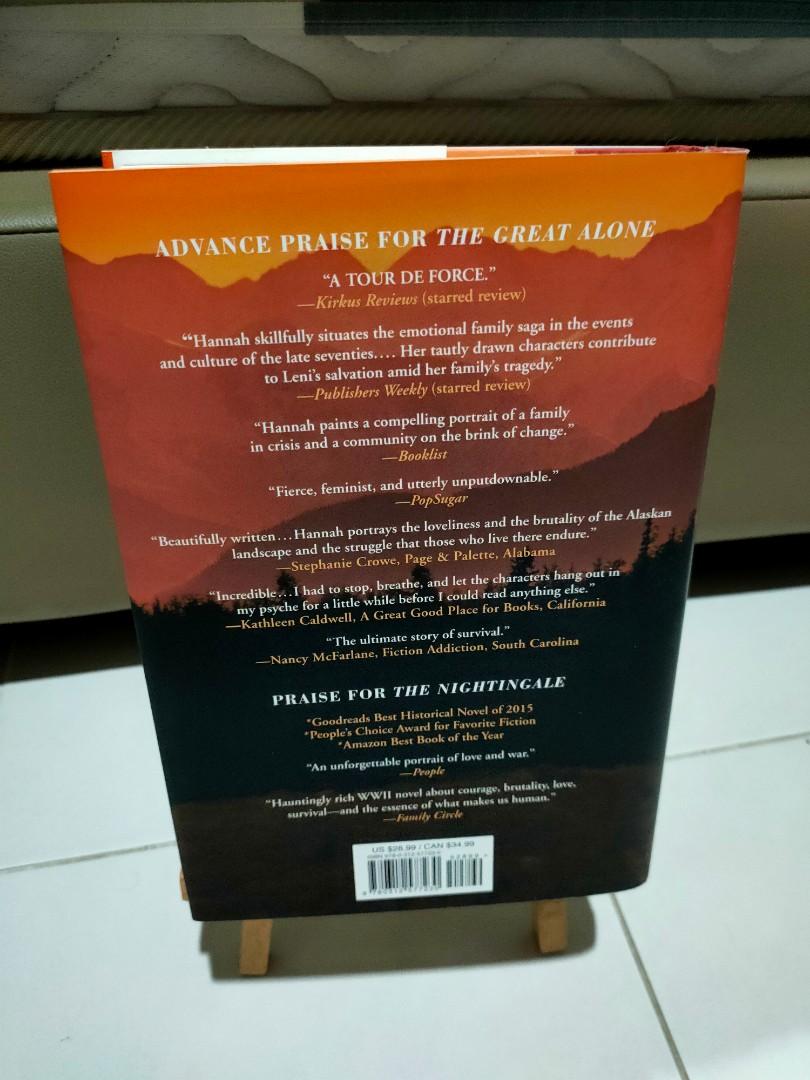 ADVANCE PRAISE FOR THE GREAT ALONE
“A TOUR DE FORCE.”
—Kirkus Reviews (starred review)
“Hannah skillfully situates the emotional family saga in the events
and culture of the late seventies.... Her tautly drawn characters contribute
to Leni’s salvation amid her family’s tragedy.”
—Publishers Weekly (starred review)
“Hannah paints a compelling portrait of a family
in crisis and a community on the brink of change.”
—Booklist
“Fierce, feminist, and utterly unputdownable.”
—PopSugar
“Beautifully written...Hannah portrays the loveliness and the brutality of the Alaskan
landscape and the struggle that those who live there endure.”
—Stephanie Crowe, Page & Palette, Alabama
“Incredible...I had to stop, breathe, and let the characters hang out in
my psyche for a little while before I could read anything else.”
—Kathleen Caldwell, A Great Good Place for Books, California
“The ultimate story of survival.”
—Nancy McFarlane, Fiction Addiction, South Carolina
PRAISE FOR THE NIGHTINGALE
*Goodreads Best Historical Novel of 2015
*People’s Choice Award for Favorite Fiction
*Amazon Best Book of the Year
“An unforgettable portrait of love and war.”
—People
“Hauntingly rich WWII novel about courage, brutality, love,
survival—and the essence of what makes us human.”
—Family Circle
US $28.99 / CAN $34.99
ISBN
52899
9 780312 577230